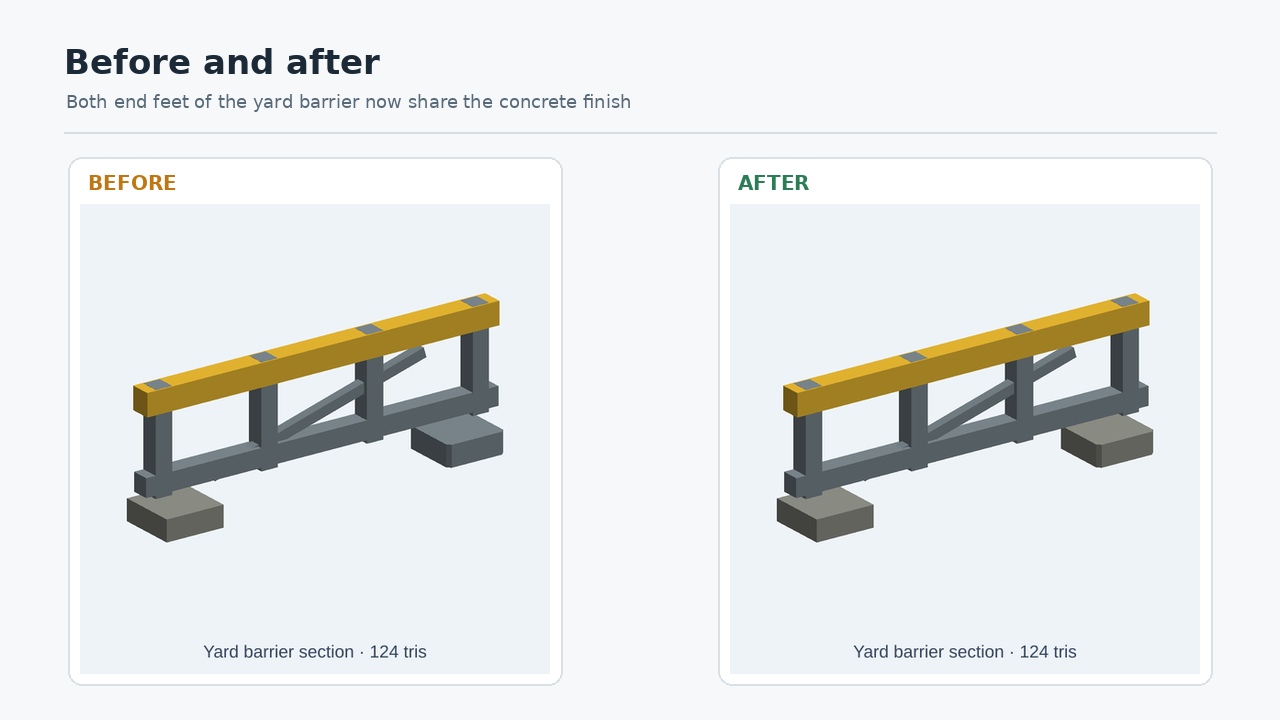 Before and after
Both end feet of the yard barrier now share the concrete finish
BEFORE
Yard barrier section · 124 tris
AFTER
Yard barrier section · 124 tris